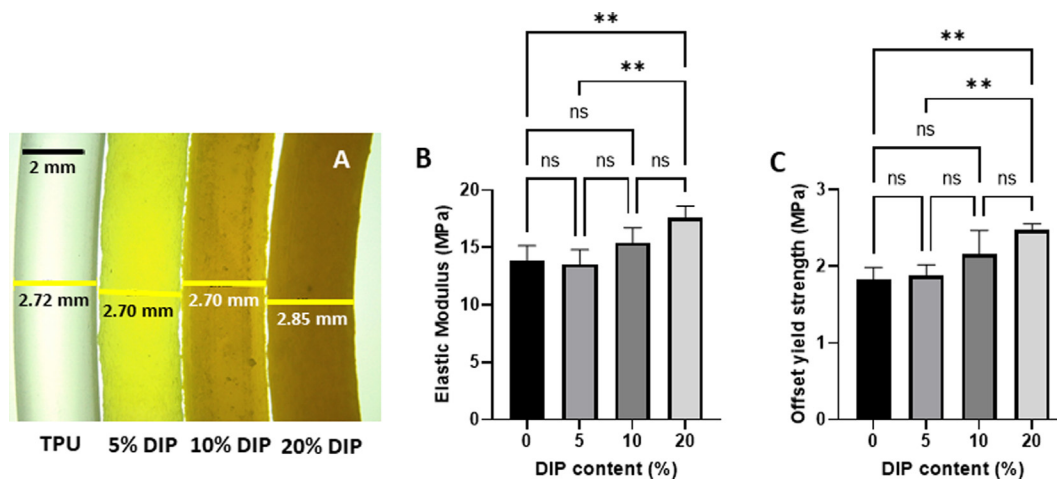 A
2 mm
2.72 mm
2.70 mm
2.70 mm
2.85 mm
TPU 5% DIP 10% DIP 20% DIP
B
**
**
ns
ns ns ns
20
15
10
5
0
Elastic Modulus (MPa)
0 5 10 20
DIP content (%)
C
**
**
ns
ns ns ns
3
2
1
0
Offset yield strength (MPa)
0 5 10 20
DIP content (%)